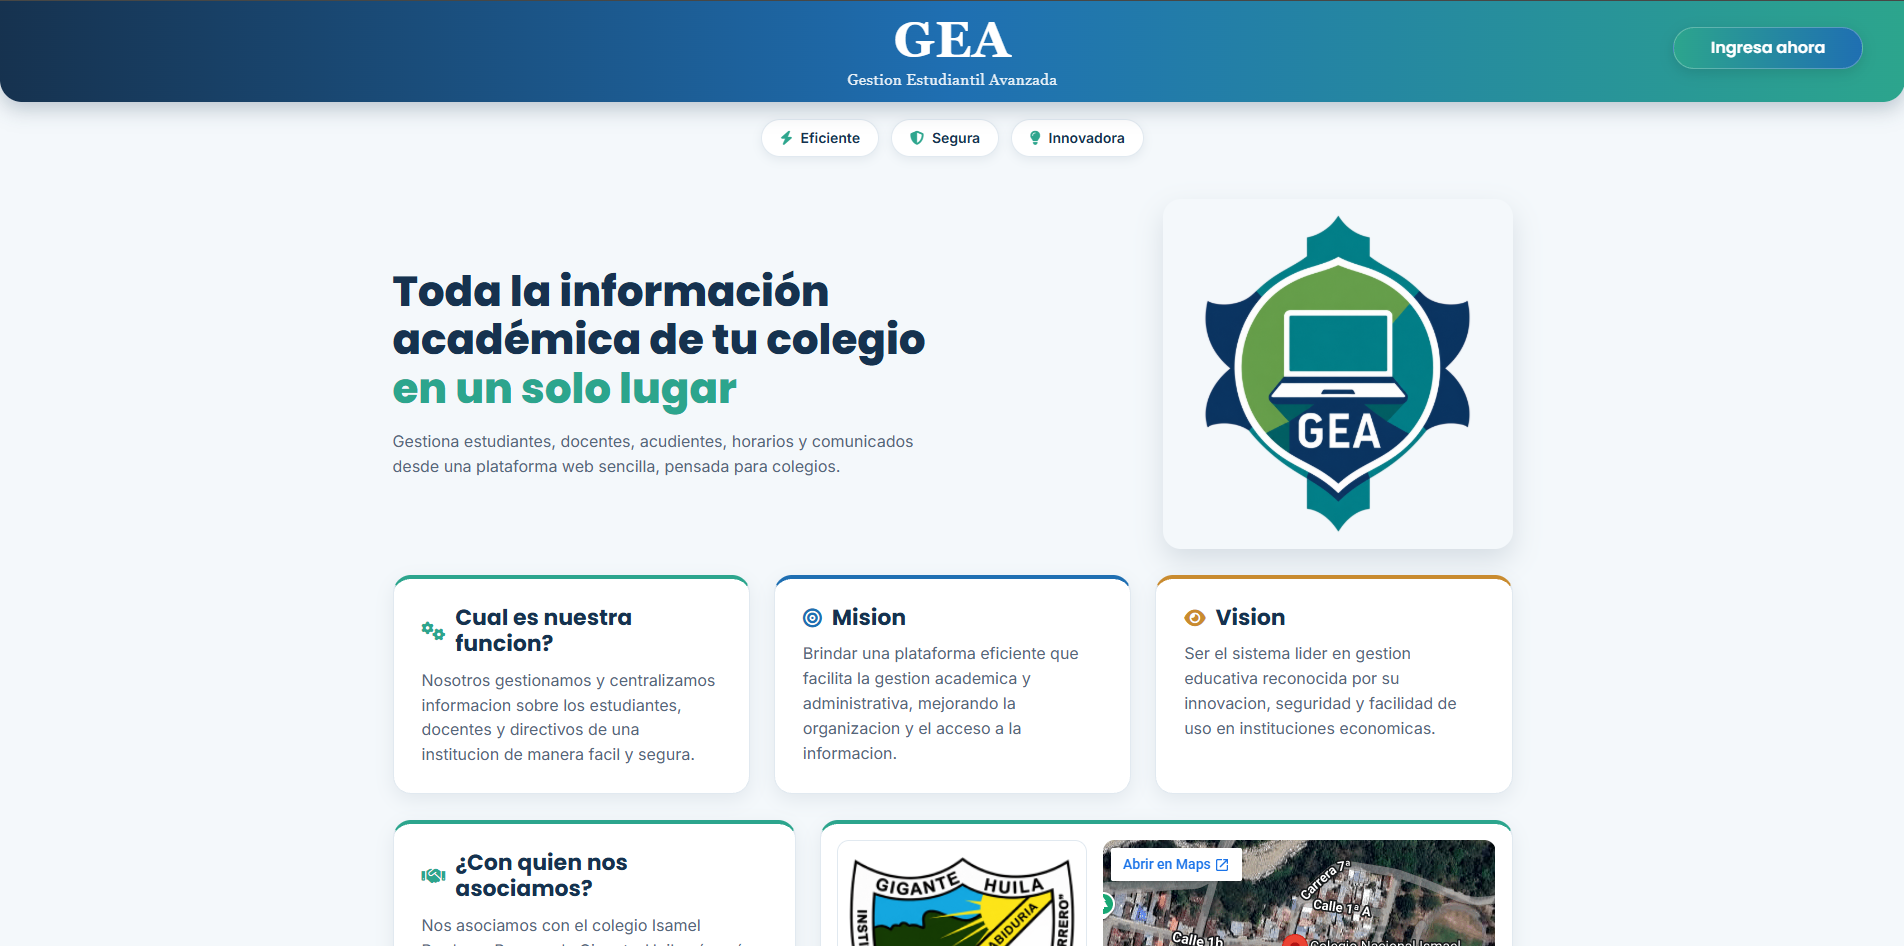 GEA
Gestion Estudiantil Avanzada
Ingresa ahora
Eficiente
Segura
Innovadora
Toda la información
académica de tu colegio
en un solo lugar
Gestiona estudiantes, docentes, acudientes, horarios y comunicados
desde una plataforma web sencilla, pensada para colegios.
GEA
Cual es nuestra
funcion?
Nosotros gestionamos y centralizamos
informacion sobre los estudiantes,
docentes y directivos de una
institucion de manera facil y segura.
Mision
Brindar una plataforma eficiente que
facilita la gestion academica y
administrativa, mejorando la
organizacion y el acceso a la
informacion.
Vision
Ser el sistema lider en gestion
educativa reconocida por su
innovacion, seguridad y facilidad de
uso en instituciones economicas.
¿Con quien nos
asociamos?
Nos asociamos con el colegio Isamel
GIGANTE HUILA
Abrir en Maps
Carrera 7ª
Calle 1ª A
Calle 1b
Colegio Nacional Ismael